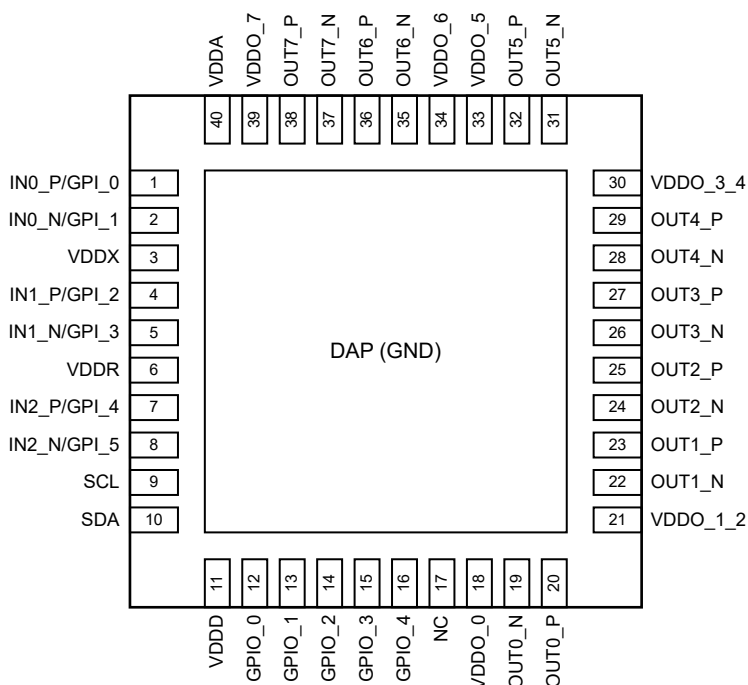 VDDA
VDDO_7
OUT7_P
OUT7_N
OUT6_P
OUT6_N
VDDO_6
VDDO_5
OUT5_P
OUT5_N
40
39
38
37
36
35
34
33
32
31
IN0_P/GPI_0 1
IN0_N/GPI_1 2
VDDX 3
IN1_P/GPI_2 4
IN1_N/GPI_3 5
VDDR 6
IN2_P/GPI_4 7
IN2_N/GPI_5 8
SCL 9
SDA 10
DAP (GND)
30 VDDO_3_4
29 OUT4_P
28 OUT4_N
27 OUT3_P
26 OUT3_N
25 OUT2_P
24 OUT2_N
23 OUT1_P
22 OUT1_N
21 VDDO_1_2
11
12
13
14
15
16
17
18
19
20
VDDD
GPIO_0
GPIO_1
GPIO_2
GPIO_3
GPIO_4
NC
VDDO_0
OUT0_N
OUT0_P